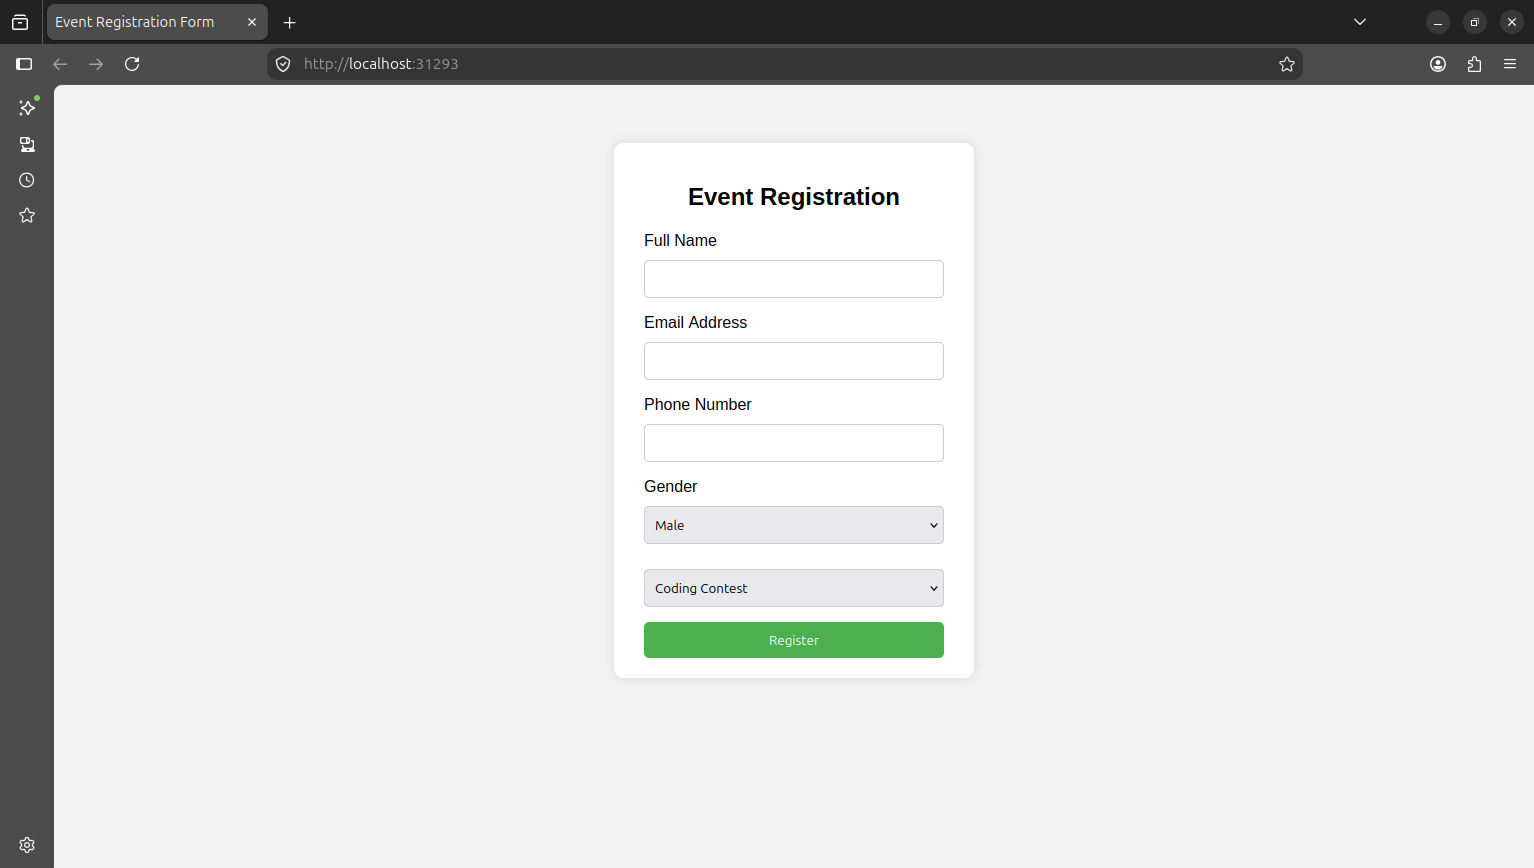 Event Registration Form
http://localhost:31293
Event Registration
Full Name
Email Address
Phone Number
Gender
Male
Coding Contest
Register